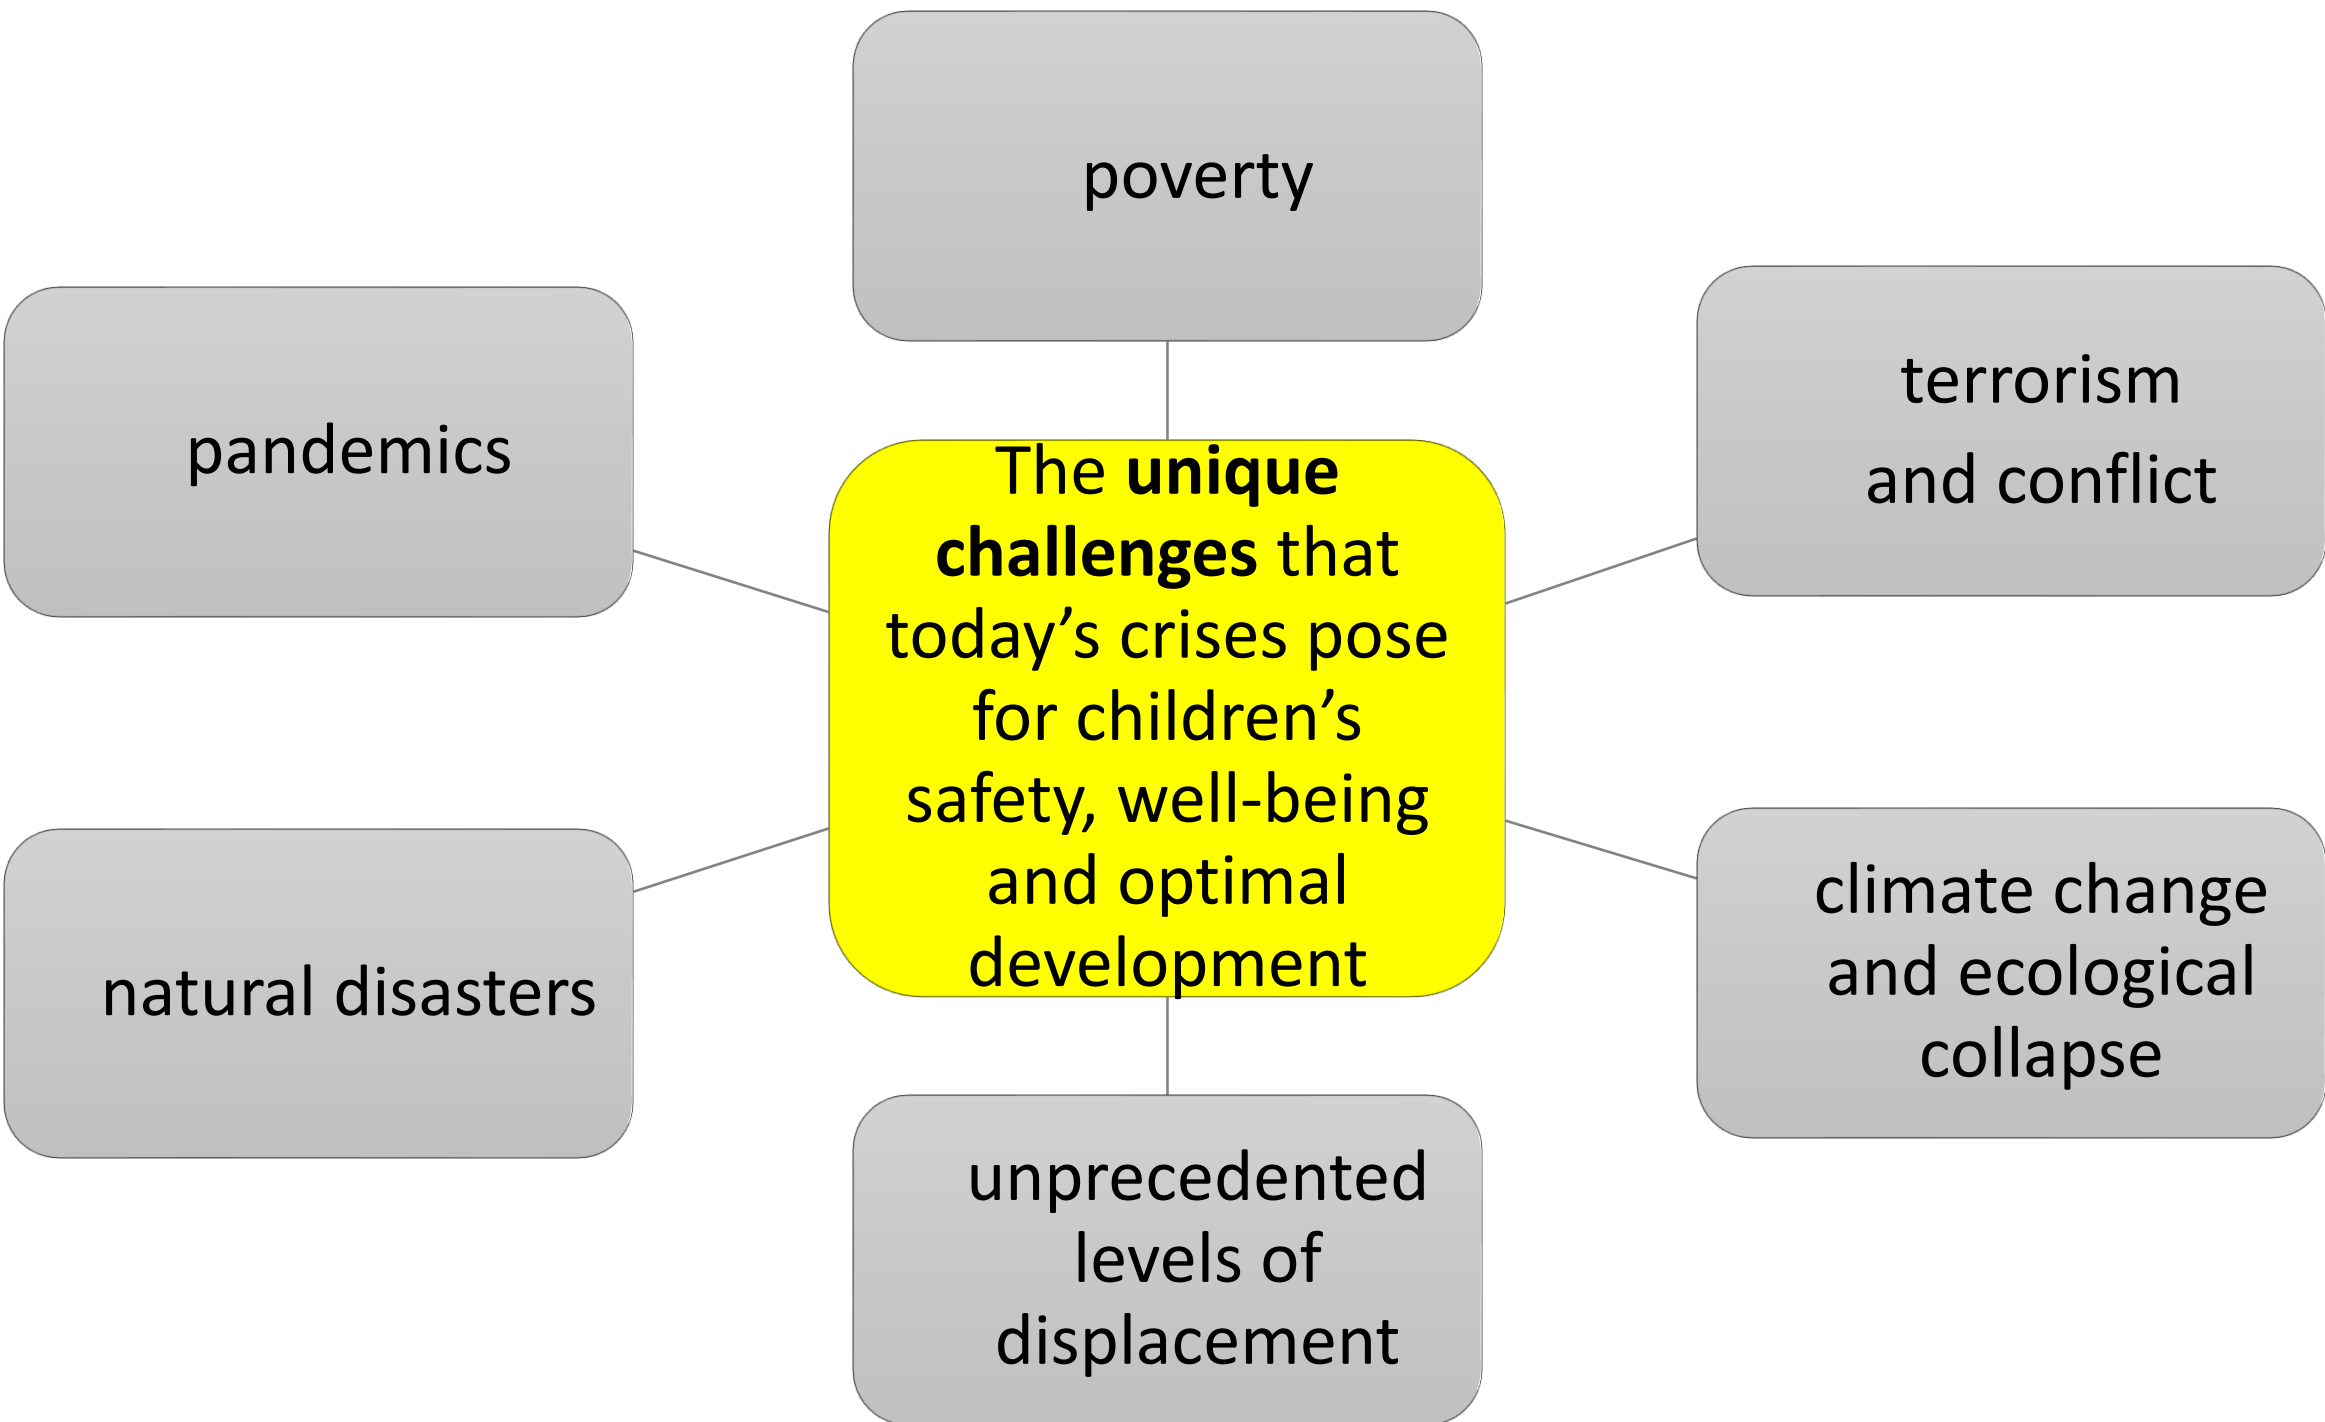 poverty
terrorism
and conflict
climate change
and ecological
collapse
unprecedented
levels of
displacement
natural disasters
pandemics
The unique
challenges that
today’s crises pose
for children’s
safety, well-being
and optimal
development